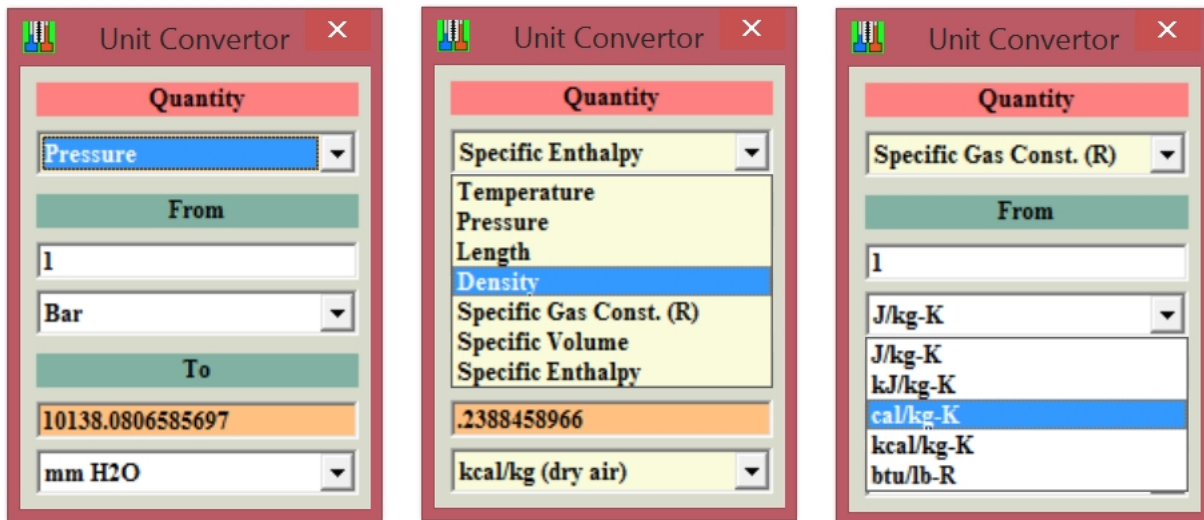 Unit Convertor
Quantity
Pressure
From
1
Bar
To
10138.0806585697
mm H2O
Unit Convertor
Quantity
Specific Enthalpy
Temperature
Pressure
Length
Density
Specific Gas Const. (R)
Specific Volume
Specific Enthalpy
.2388458966
kcal/kg (dry air)
Unit Convertor
Quantity
Specific Gas Const. (R)
From
1
J/kg-K
J/kg-K
kJ/kg-K
cal/kg-K
kcal/kg-K
btu/lb-R